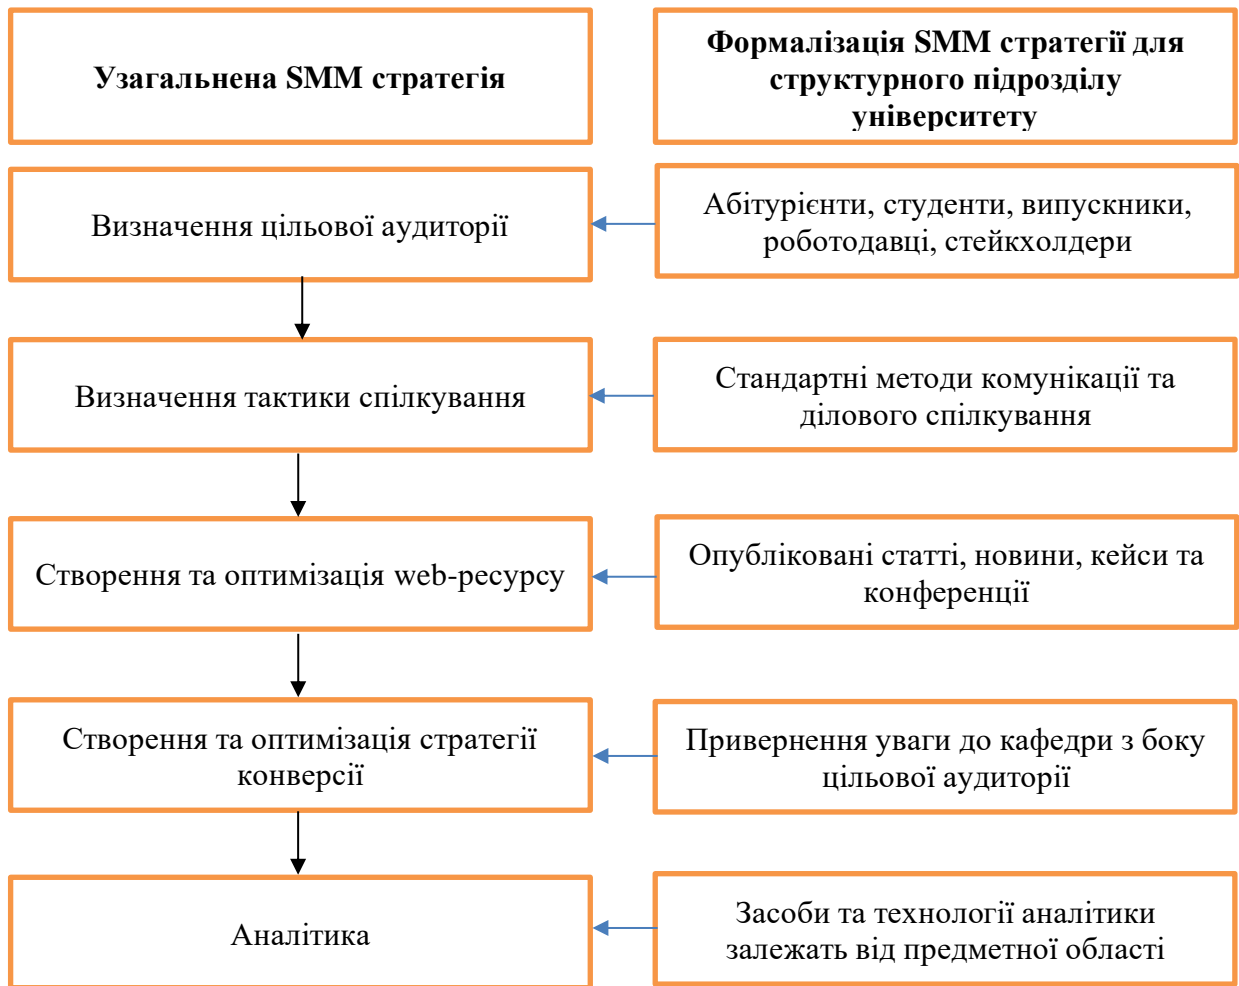 Узагальнена SMM стратегія
Формалізація SMM стратегії для
структурного підрозділу
університету
Визначення цільової аудиторії
Абітурієнти, студенти, випускники,
роботодавці, стейкхолдери
Визначення тактики спілкування
Стандартні методи комунікації та
ділового спілкування
Створення та оптимізація web-ресурсу
Опубліковані статті, новини, кейси та
конференції
Створення та оптимізація стратегії
конверсії
Привернення уваги до кафедри з боку
цільової аудиторії
Аналітика
Засоби та технології аналітики
залежать від предметної області